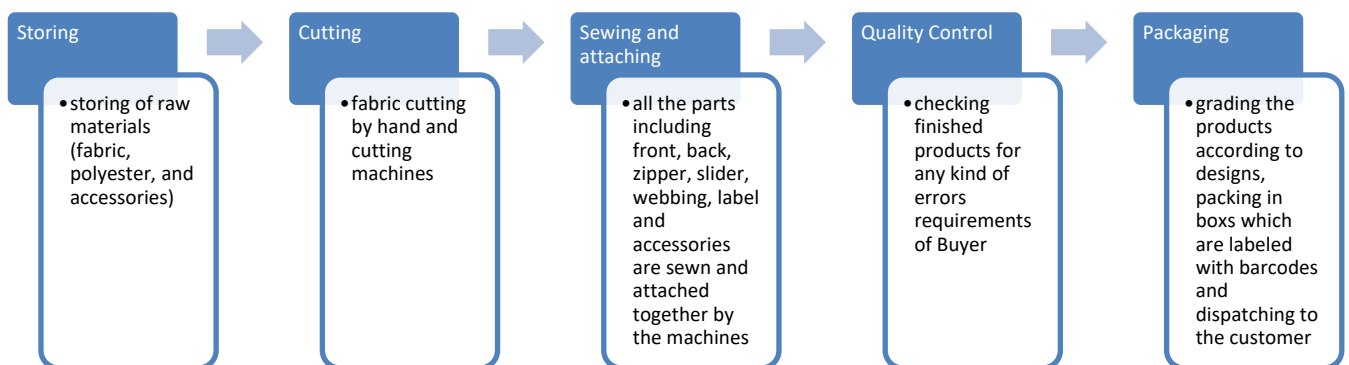 Storing
•storing of raw
materials
(fabric,
polyester, and
accessories)
Cutting
•fabric cutting
by hand and
cutting
machines
Sewing and
attaching
•all the parts
including
front, back,
zipper, slider,
webbing, label
and
accessories
are sewn and
attached
together by
the machines
Quality Control
•checking
finished
products for
any kind of
errors
requirements
of Buyer
Packaging
•grading the
products
according to
designs,
packing in
boxs which
are labeled
with barcodes
and
dispatching to
the customer